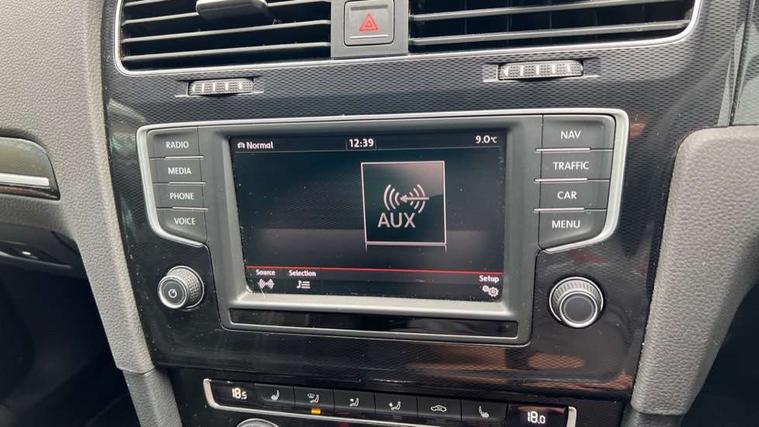 Normal 12:39 9.0°C
RADIO
MEDIA
PHONE
VOICE
NAV
TRAFFIC
CAR
MENU
AUX
Source Selection Setup
18.5 18.0